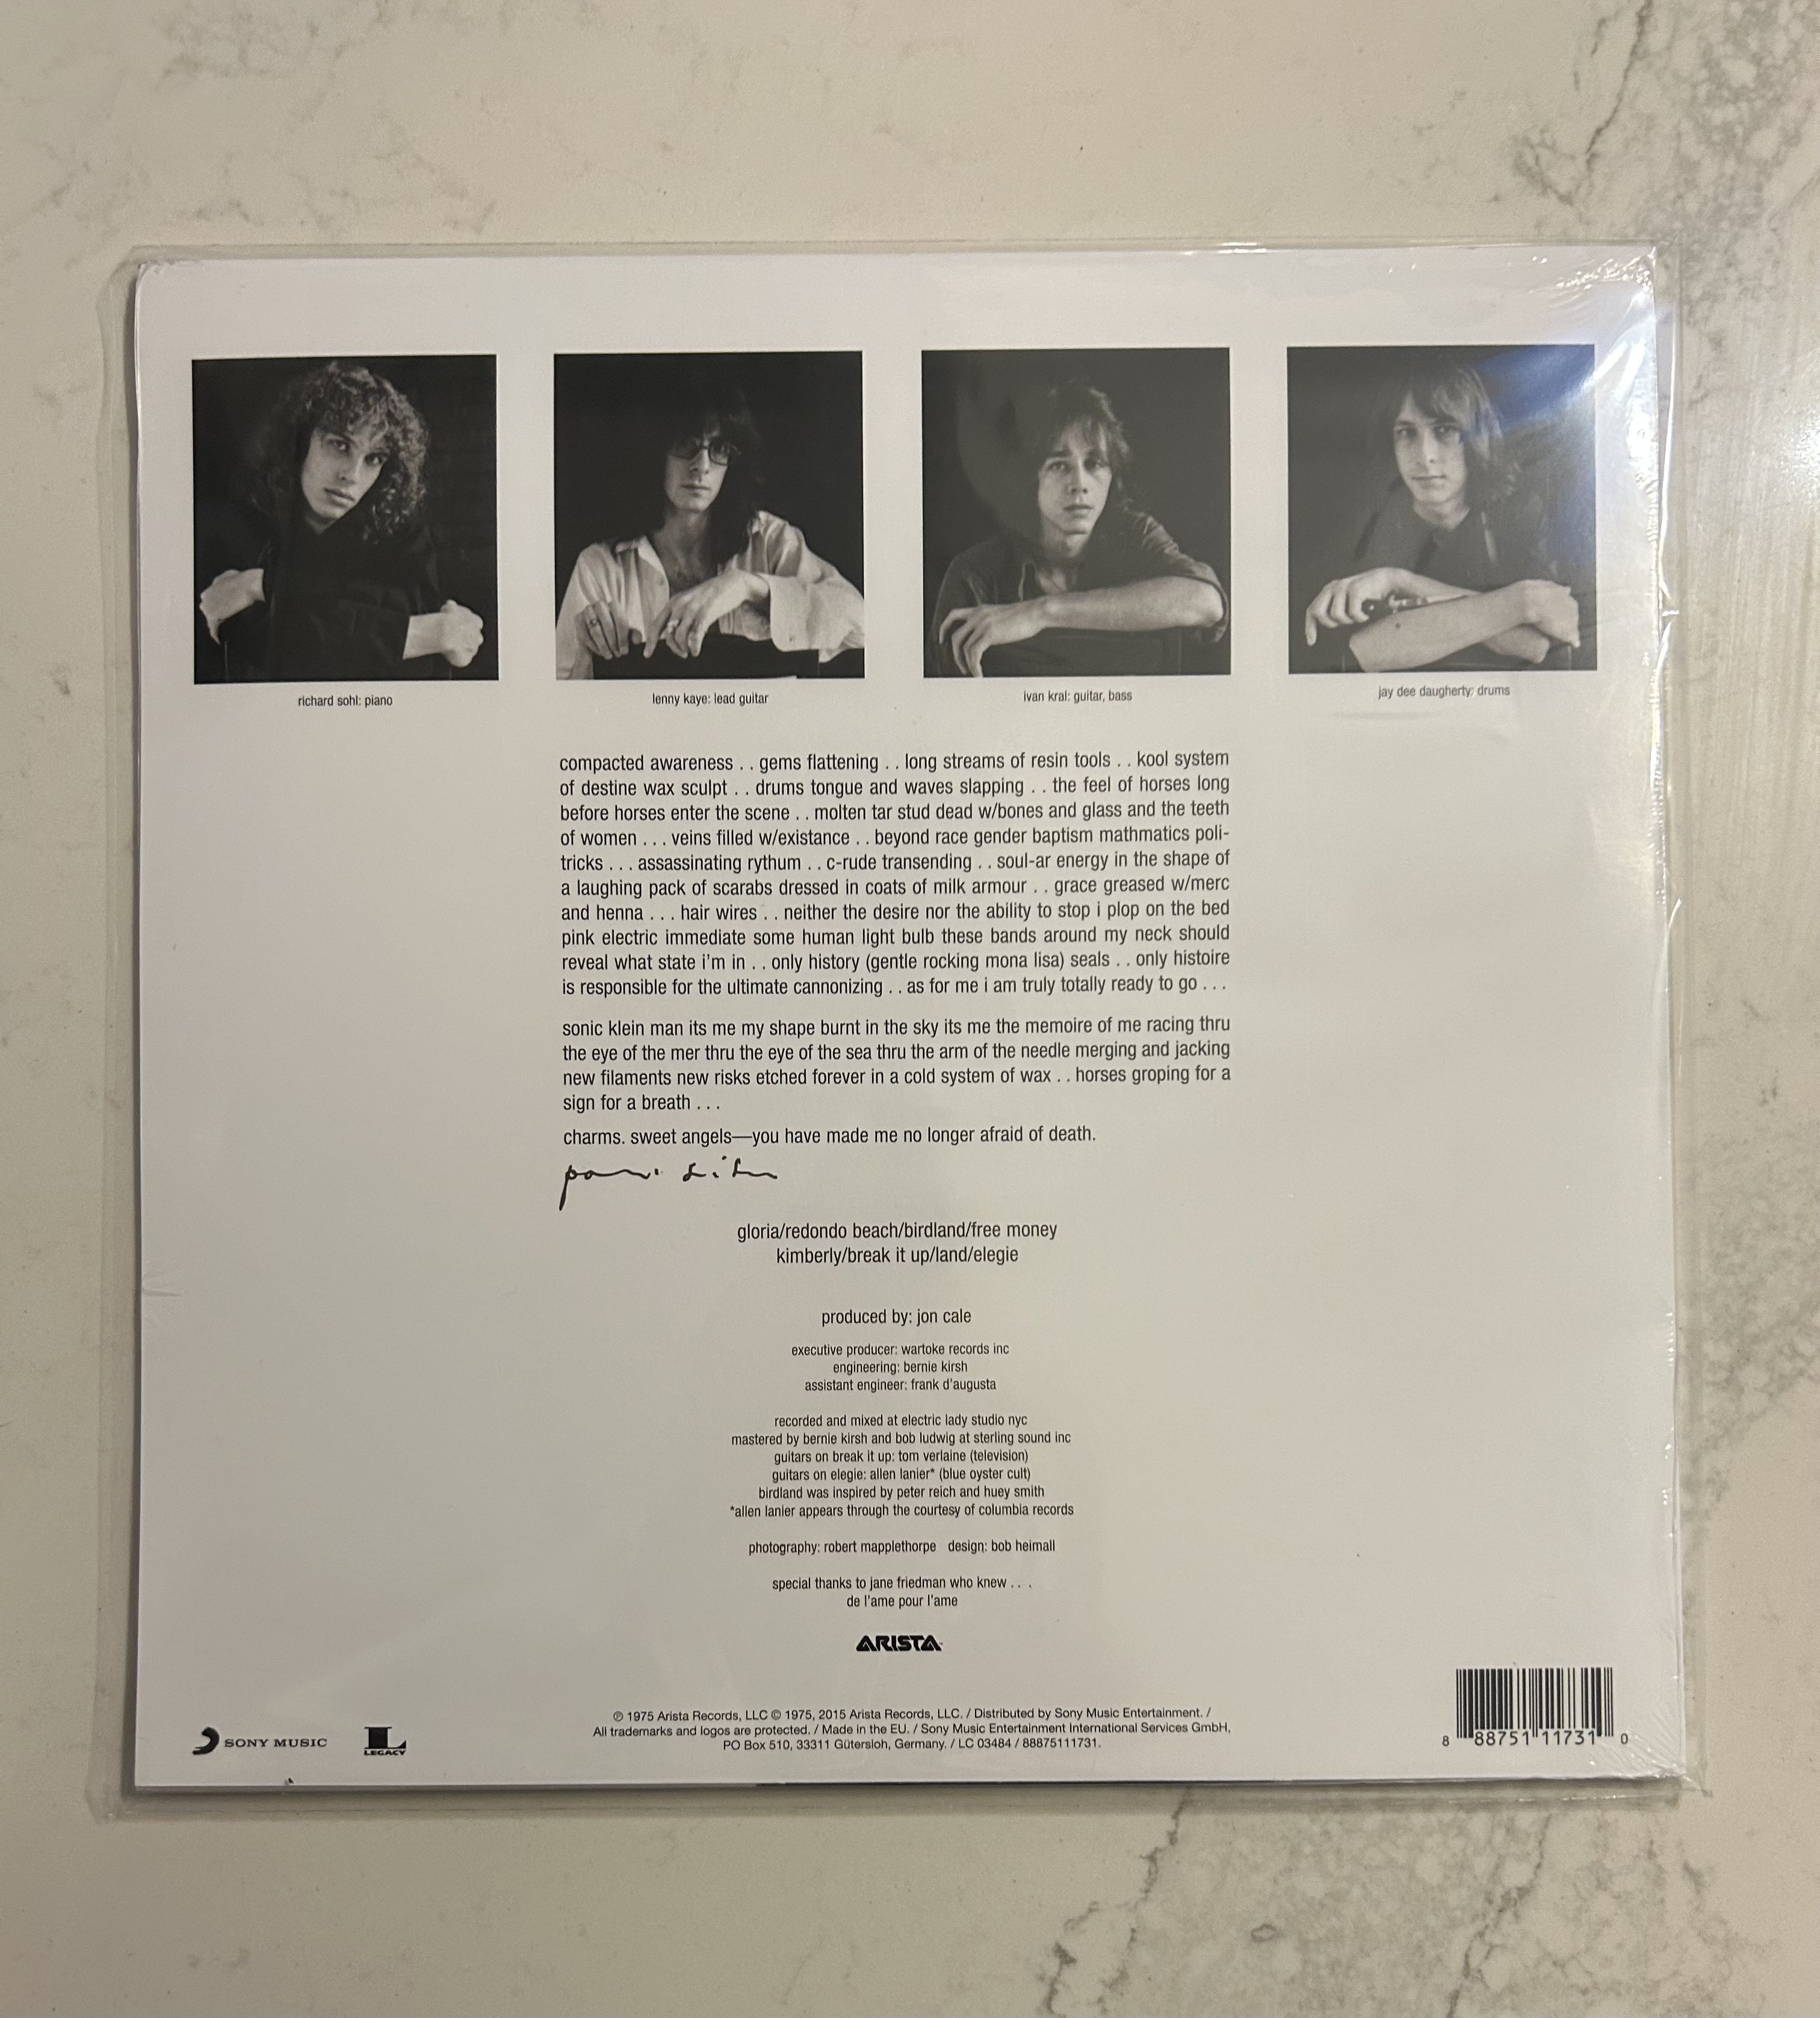 richard sohl: piano
lenny kaye: lead guitar
ivan kral: guitar, bass
jay dee daugherty: drums
compacted awareness . . gems flattening . . long streams of resin tools . . kool system
of destine wax sculpt . . drums tongue and waves slapping . . the feel of horses long
before horses enter the scene . . molten tar stud dead w/bones and glass and the teeth
of women . . . veins filled w/existance . . beyond race gender baptism mathmatics poli-
tricks . . . assassinating rythum . . c-rude transending . . soul-ar energy in the shape of
a laughing pack of scarabs dressed in coats of milk armour . . grace greased w/merc
and henna . . . hair wires . . neither the desire nor the ability to stop i plop on the bed
pink electric immediate some human light bulb these bands around my neck should
reveal what state i'm in . . only history (gentle rocking mona lisa) seals . . only histoire
is responsible for the ultimate cannonizing . . as for me i am truly totally ready to go . . .
sonic klein man its me my shape burnt in the sky its me the memoire of me racing thru
the eye of the mer thru the eye of the sea thru the arm of the needle merging and jacking
new filaments new risks etched forever in a cold system of wax . . horses groping for a
sign for a breath . . .
charms. sweet angels—you have made me no longer afraid of death.
gloria/redondo beach/birdland/free money
kimberly/break it up/land/elegie
produced by: jon cale
executive producer: wartoke records inc
engineering: bernie kirsh
assistant engineer: frank d'augusta
recorded and mixed at electric lady studio nyc
mastered by bernie kirsh and bob ludwig at sterling sound inc
guitars on break it up: tom verlaine (television)
guitars on elegie: allen lanier* (blue oyster cult)
birdland was inspired by peter reich and huey smith
*allen lanier appears through the courtesy of columbia records
photography: robert mapplethorpe design: bob heimall
special thanks to jane friedman who knew . . .
de l'ame pour l'ame
ARISTA
SONY MUSIC
L
LEGACY
℗ 1975 Arista Records, LLC © 1975, 2015 Arista Records, LLC. / Distributed by Sony Music Entertainment. /
All trademarks and logos are protected. / Made in the EU. / Sony Music Entertainment International Services GmbH,
PO Box 510, 33311 Gütersloh, Germany. / LC 03484 / 88875111731.
8 88751 11731 0